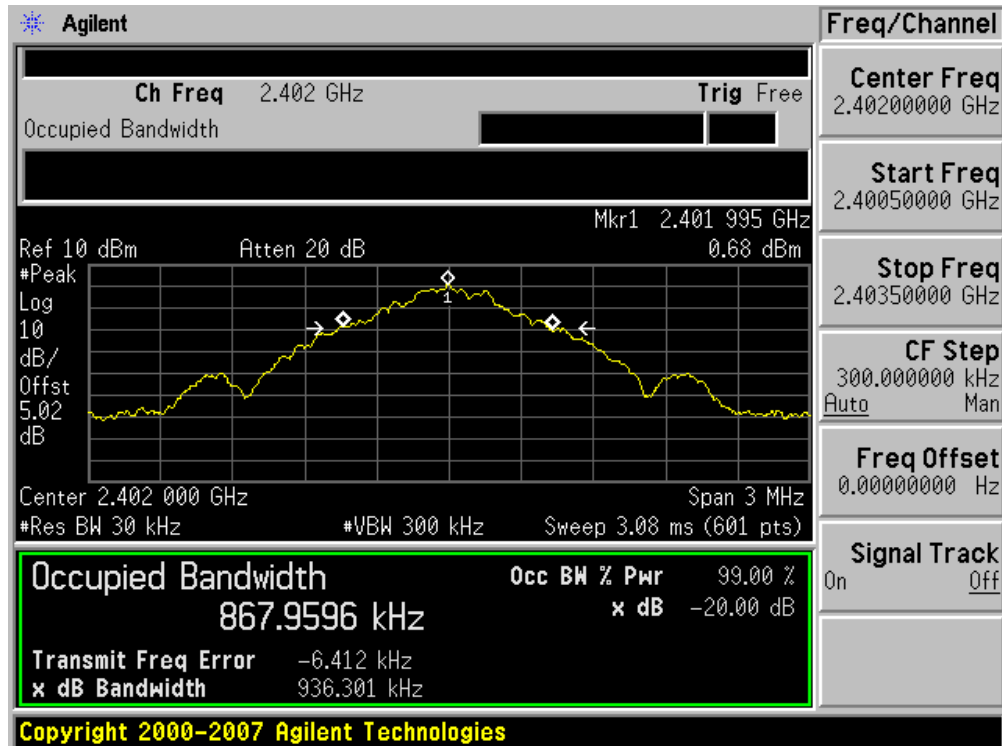 Agilent
Freq/Channel
Ch Freq 2.402 GHz Trig Free
Occupied Bandwidth
Center Freq
2.40200000 GHz
Start Freq
2.40050000 GHz
Stop Freq
2.40350000 GHz
CF Step
300.000000 kHz
Auto Man
Freq Offset
0.00000000 Hz
Signal Track
On Off
Mkr1 2.401 995 GHz
Ref 10 dBm Atten 20 dB 0.68 dBm
#Peak
Log
10
dB/
Offst
5.02
dB
1
Center 2.402 000 GHz Span 3 MHz
#Res BW 30 kHz #VBW 300 kHz Sweep 3.08 ms (601 pts)
Occupied Bandwidth Occ BW % Pwr 99.00 %
867.9596 kHz x dB -20.00 dB
Transmit Freq Error -6.412 kHz
x dB Bandwidth 936.301 kHz
Copyright 2000-2007 Agilent Technologies